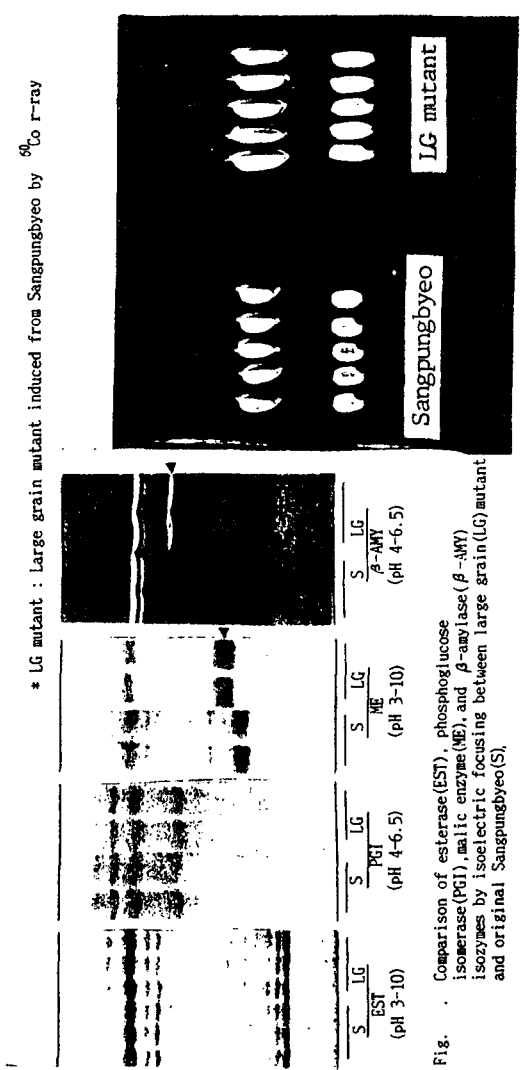 * LG mutant : Large grain mutant induced from Sangpungbyeo by ⁶⁰Co r-ray
Sangpungbyeo
LG mutant
S LG
EST
(pH 3-10)
S LG
PGI
(pH 4-6.5)
S LG
ME
(pH 3-10)
S LG
β-AMY
(pH 4-6.5)
Fig. . Comparison of esterase(EST), phosphoglucose
isomerase(PGI),malic enzyme(ME), and β-amylase(β-AMY)
isozymes by isoelectric focusing between large grain(LG)mutant
and original Sangpungbyeo(S).